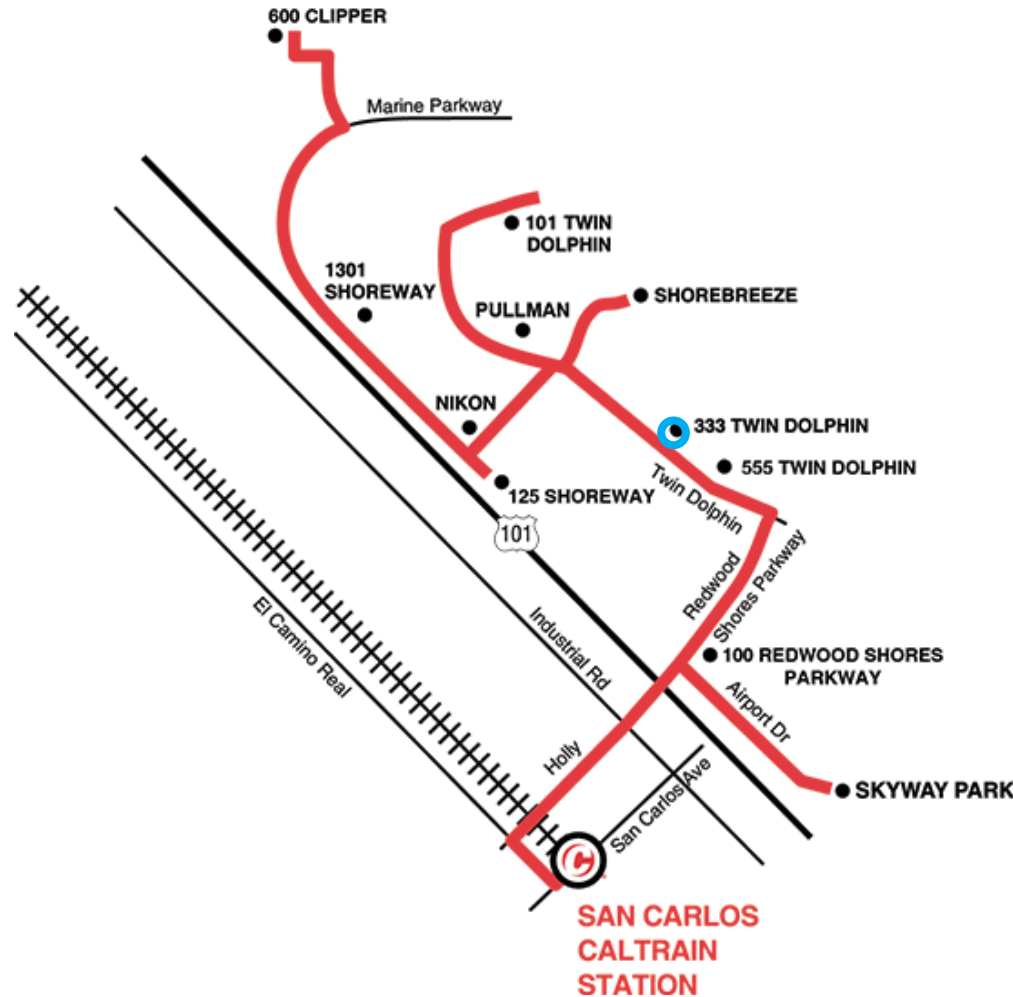 600 CLIPPER
Marine Parkway
101 TWIN
DOLPHIN
1301
SHOREWAY
SHOREBREEZE
PULLMAN
NIKON
333 TWIN DOLPHIN
555 TWIN DOLPHIN
Twin Dolphin
125 SHOREWAY
101
Redwood
Shores Parkway
El Camino Real
Industrial Rd
100 REDWOOD SHORES
PARKWAY
Airport Dr
Holly
San Carlos Ave
SKYWAY PARK
C
SAN CARLOS
CALTRAIN
STATION